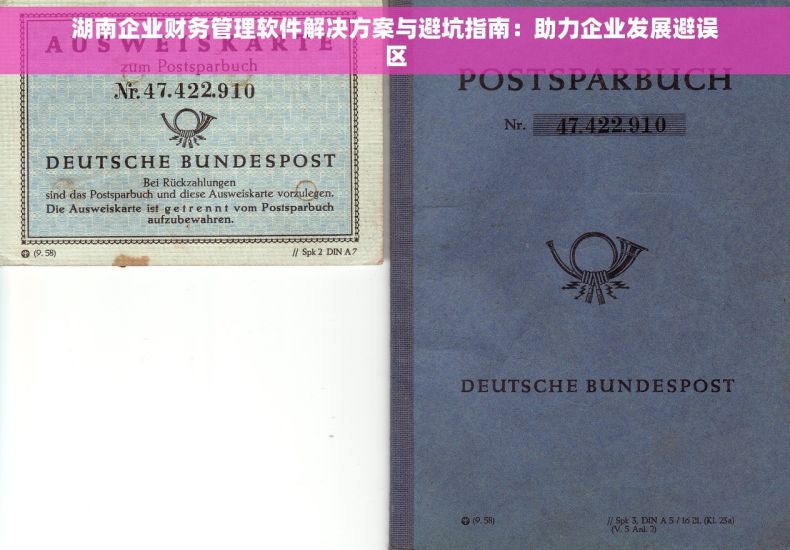 湖南企业财务管理软件解决方案与避坑指南：助力企业发展避误
区
AUSWEISKARTE
zum Postsparbuch
Nr. 47.422.910
DEUTSCHE BUNDESPOST
Bei Rückzahlungen
sind das Postsparbuch und diese Ausweiskarte vorzulegen.
Die Ausweiskarte ist getrennt vom Postsparbuch
aufzubewahren.
(9. 58)
// Spk 2 DIN A 7
POSTSPARBUCH
Nr. 47.422.910
DEUTSCHE BUNDESPOST
(9. 58)
// Spk 3, DIN A 5 / 16 Bl. (Kl. 23a)
(V. 5 Anl. 2)